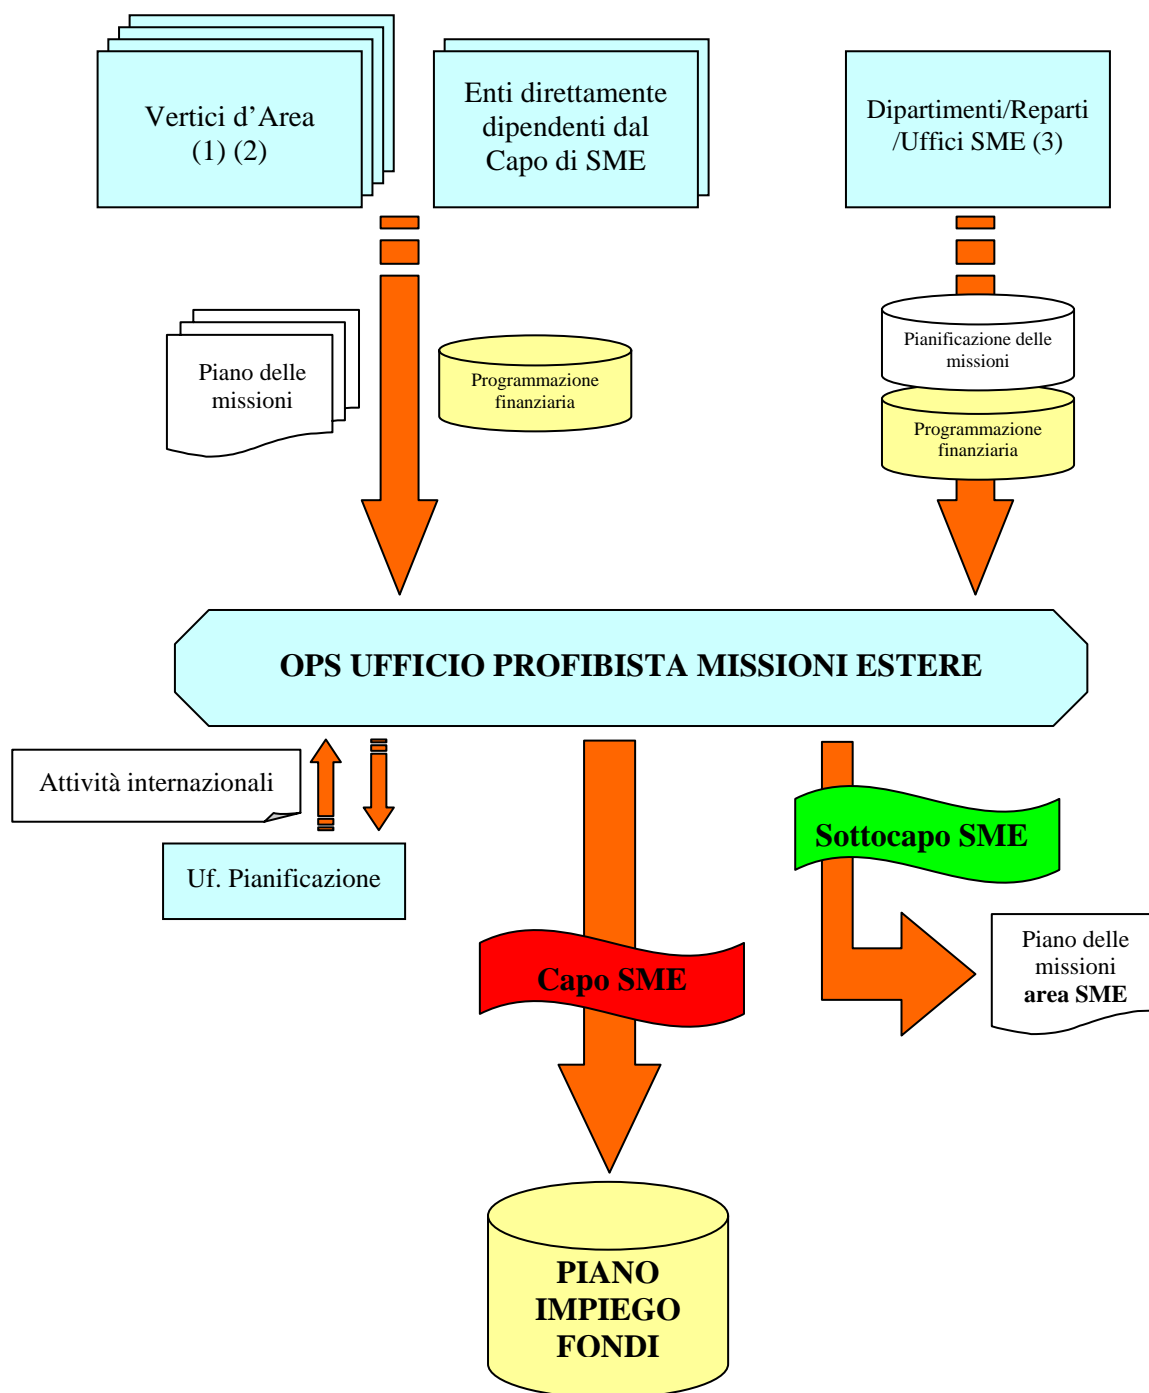 Vertici d’Area
(1) (2)
Enti direttamente
dipendenti dal
Capo di SME
Dipartimenti/Reparti
/Uffici SME (3)
Piano delle
missioni
Programmazione
finanziaria
Pianificazione delle
missioni
Programmazione
finanziaria
OPS UFFICIO PROFIBISTA MISSIONI ESTERE
Attività internazionali
Uf. Pianificazione
Sottocapo SME
Capo SME
Piano delle
missioni
area SME
PIANO
IMPIEGO
FONDI